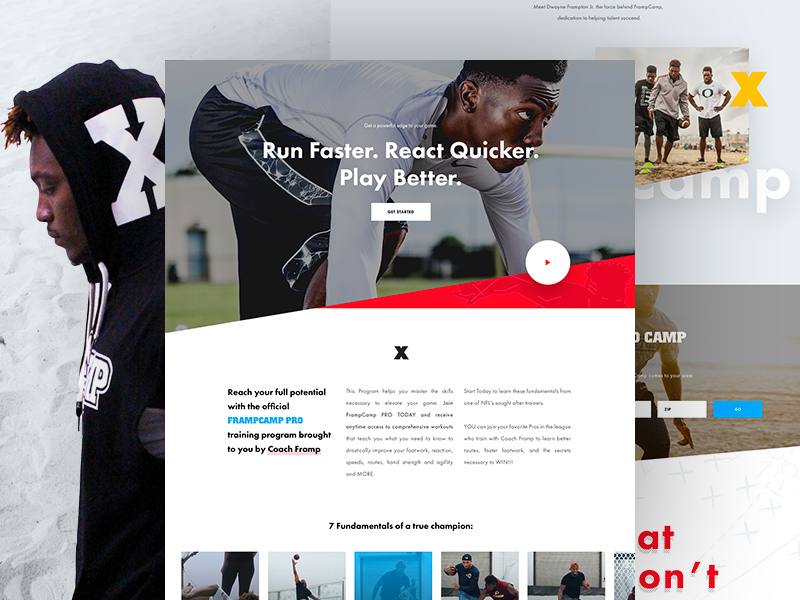 Meet Dwayne Frampton Jr. the force behind FrampCamp,
dedication to helping talent succeed.
X
X
camp
Get a powerful edge to your game.
Run Faster. React Quicker.
Play Better.
GET STARTED
X
Reach your full potential
with the official
FRAMPCAMP PRO
training program brought
to you by Coach Framp
This Program helps you master the skills
necessary to elevate your game. Join
FrampCamp PRO TODAY and receive
anytime access to comprehensive workouts
that teach you what you need to know to
drastically improve your footwork, reaction,
speeds, routes, hand strength and agility
and MORE.
Start Today to learn these fundamentals from
one of NFL's sought after trainers.
YOU can join your favorite Pros in the league
who train with Coach Framp to learn better
routes, faster footwork, and the secrets
necessary to WIN!!!
7 Fundamentals of a true champion:
CAMP
Camp comes to your area
ZIP
GO
at
on't